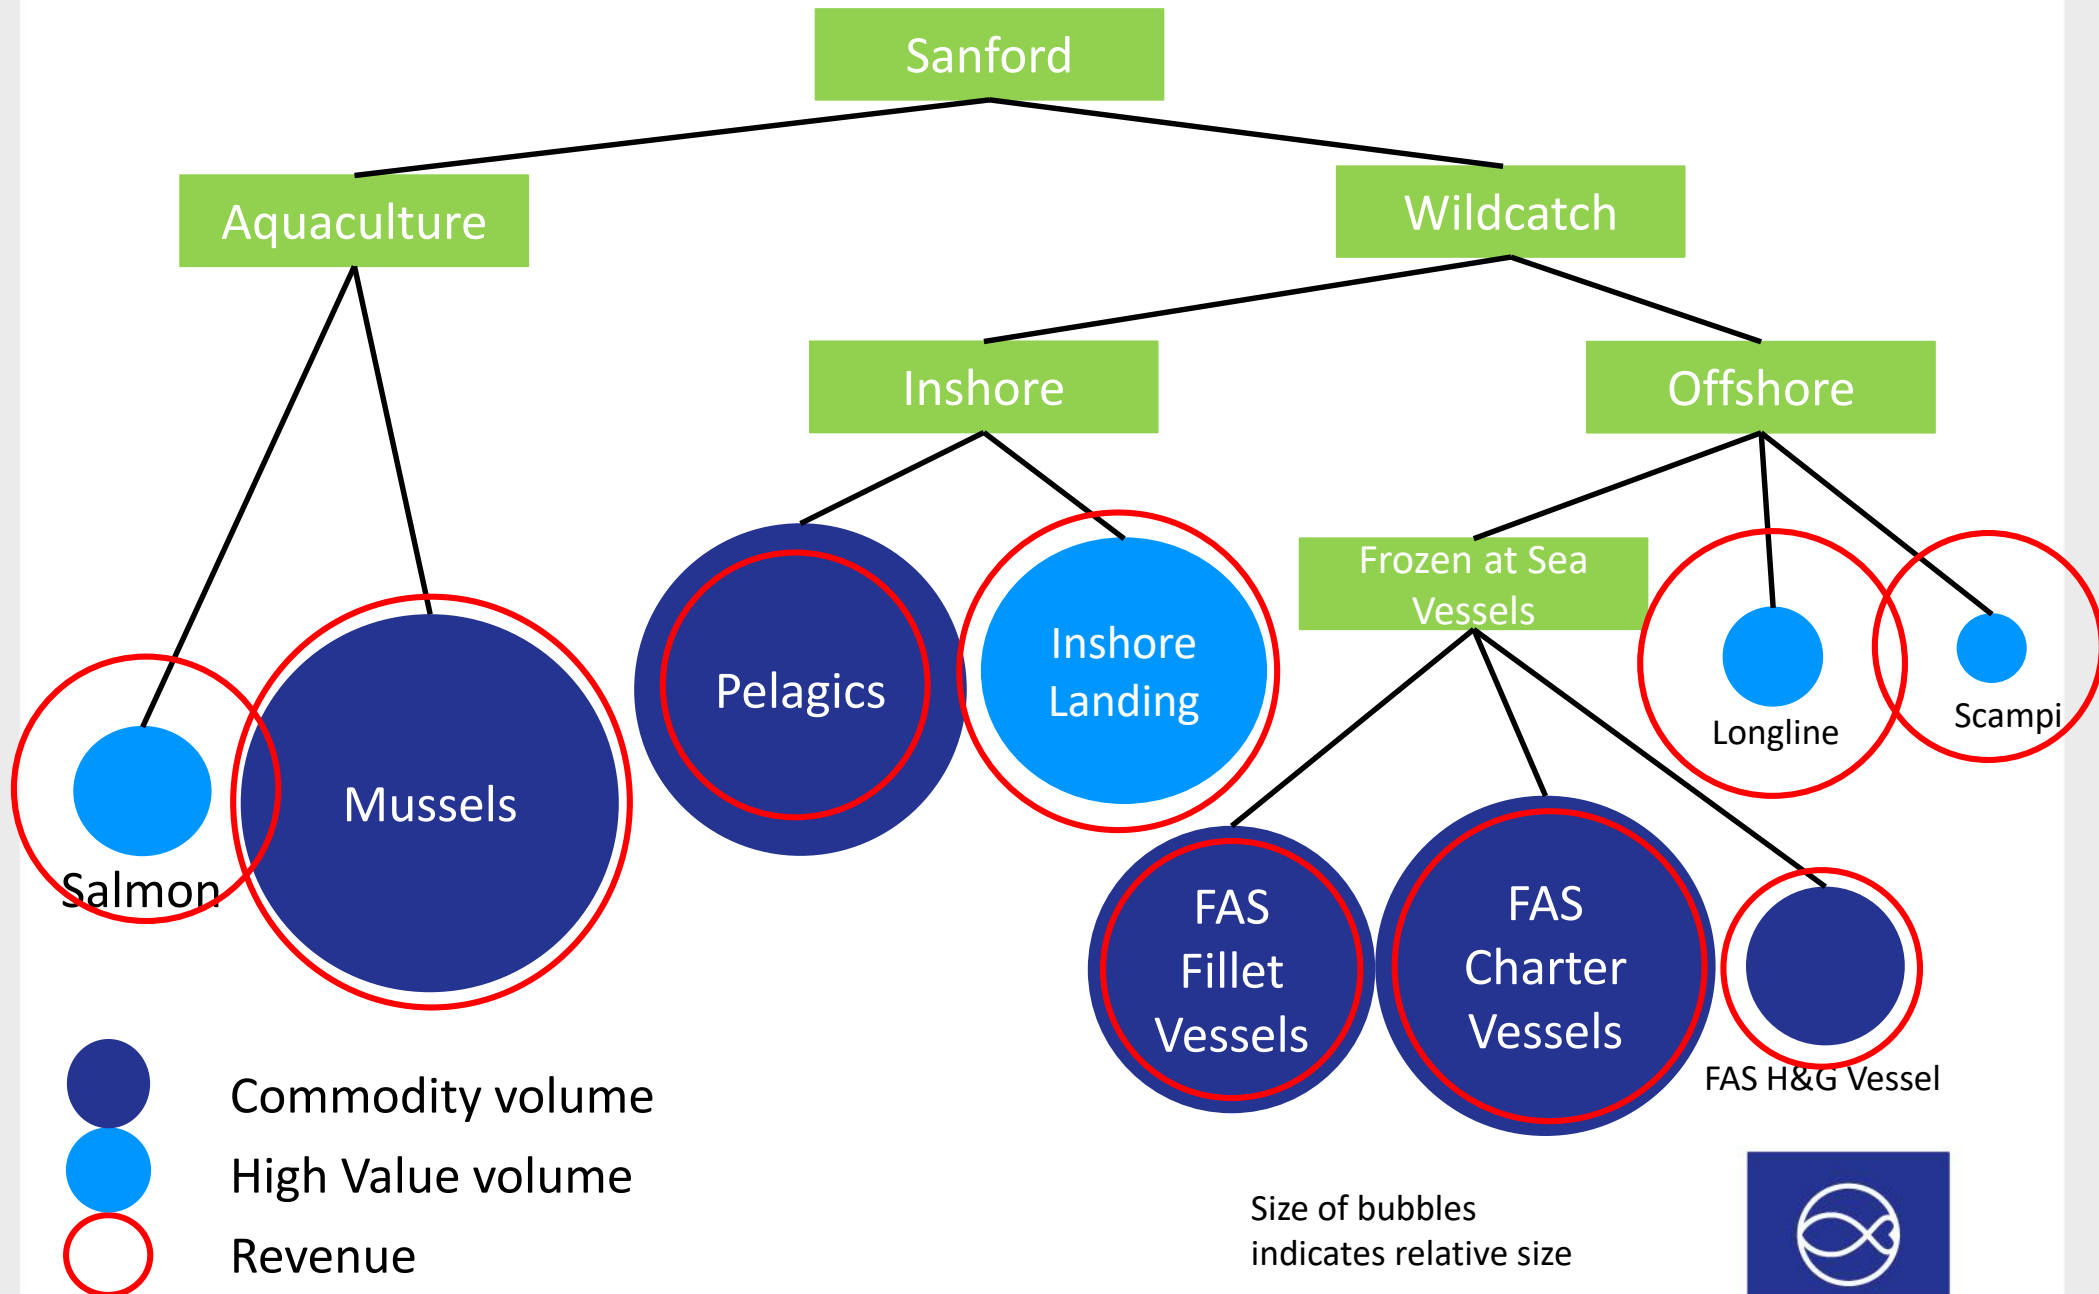 Sanford
Aquaculture
Wildcatch
Inshore
Offshore
Frozen at Sea
Vessels
Pelagics
Inshore
Landing
Longline
Scampi
Salmon
Mussels
FAS
Fillet
Vessels
FAS
Charter
Vessels
FAS H&G Vessel
Commodity volume
High Value volume
Revenue
Size of bubbles
indicates relative size